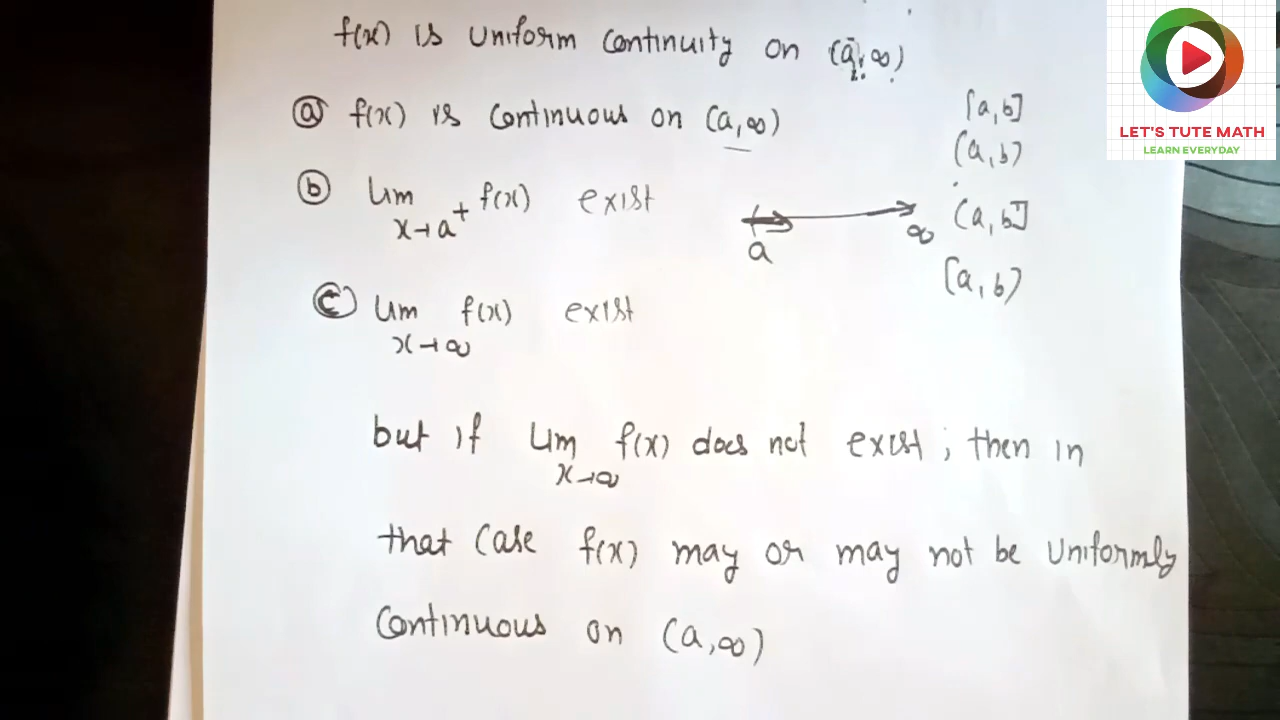 f(x) is uniform continuity on (a, ∞)
ⓐ f(x) is continuous on (a, ∞)
ⓑ lim f(x) exist
x→a⁺
ⓒ lim f(x) exist
x→∞
a ∞
[a, b]
(a, b)
(a, b]
[a, b)
but if lim f(x) does not exist ; then in
x→∞
that case f(x) may or may not be uniformly
continuous on (a, ∞)
LET'S TUTE MATH
LEARN EVERYDAY